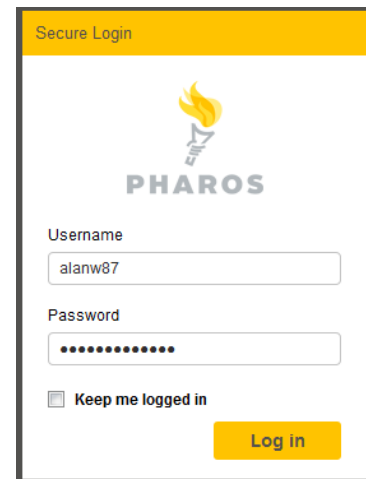 Secure Login
PHAROS
Username
alanw87
Password
•••••••••••••
Keep me logged in
Log in